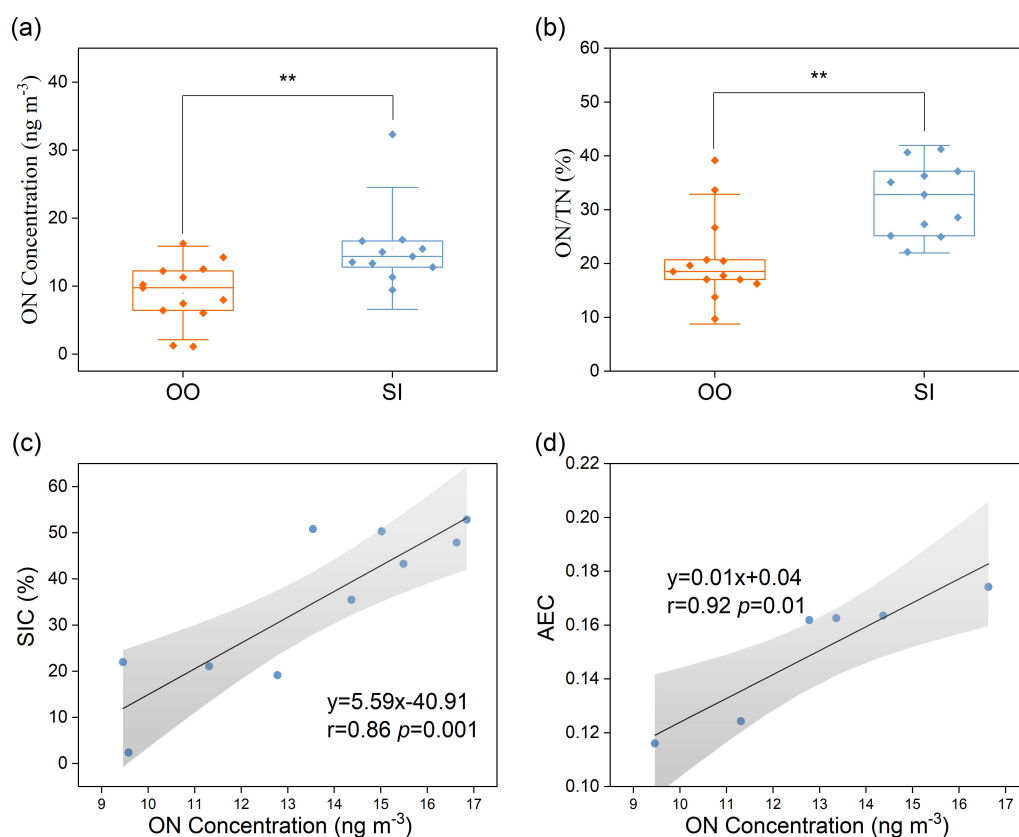 (a)
ON Concentration (ng m⁻³)
40
30
20
10
0
**
OO
SI
(b)
ON/TN (%)
60
50
40
30
20
10
0
**
OO
SI
(c)
SIC (%)
60
50
40
30
20
10
0
y=5.59x-40.91
r=0.86 p=0.001
9 10 11 12 13 14 15 16 17
ON Concentration (ng m⁻³)
(d)
AEC
0.22
0.20
0.18
0.16
0.14
0.12
0.10
y=0.01x+0.04
r=0.92 p=0.01
9 10 11 12 13 14 15 16 17
ON Concentration (ng m⁻³)